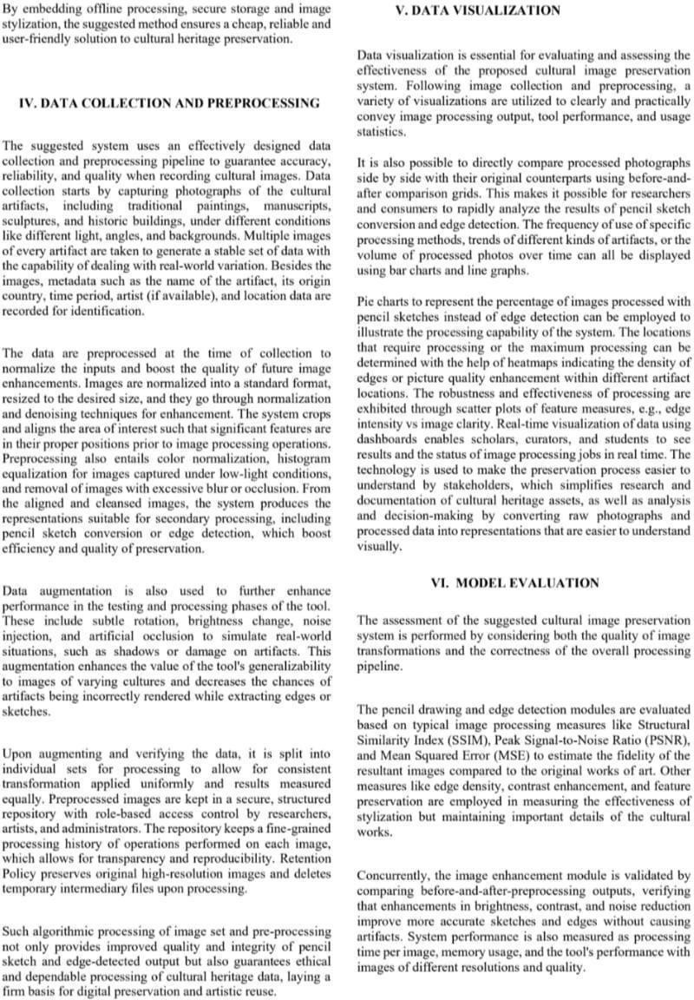 By embedding offline processing, secure storage and image
stylization, the suggested method ensures a cheap, reliable and
user-friendly solution to cultural heritage preservation.
IV. DATA COLLECTION AND PREPROCESSING
The suggested system uses an effectively designed data
collection and preprocessing pipeline to guarantee accuracy,
reliability, and quality when recording cultural images. Data
collection starts by capturing photographs of the cultural
artifacts, including traditional paintings, manuscripts,
sculptures, and historic buildings, under different conditions
like different light, angles, and backgrounds. Multiple images
of every artifact are taken to generate a stable set of data with
the capability of dealing with real-world variation. Besides the
images, metadata such as the name of the artifact, its origin
country, time period, artist (if available), and location data are
recorded for identification.
The data are preprocessed at the time of collection to
normalize the inputs and boost the quality of future image
enhancements. Images are normalized into a standard format,
resized to the desired size, and they go through normalization
and denoising techniques for enhancement. The system crops
and aligns the area of interest such that significant features are
in their proper positions prior to image processing operations.
Preprocessing also entails color normalization, histogram
equalization for images captured under low-light conditions,
and removal of images with excessive blur or occlusion. From
the aligned and cleansed images, the system produces the
representations suitable for secondary processing, including
pencil sketch conversion or edge detection, which boost
efficiency and quality of preservation.
Data augmentation is also used to further enhance
performance in the testing and processing phases of the tool.
These include subtle rotation, brightness change, noise
injection, and artificial occlusion to simulate real-world
situations, such as shadows or damage on artifacts. This
augmentation enhances the value of the tool's generalizability
to images of varying cultures and decreases the chances of
artifacts being incorrectly rendered while extracting edges or
sketches.
Upon augmenting and verifying the data, it is split into
individual sets for processing to allow for consistent
transformation applied uniformly and results measured
equally. Preprocessed images are kept in a secure, structured
repository with role-based access control by researchers,
artists, and administrators. The repository keeps a fine-grained
processing history of operations performed on each image,
which allows for transparency and reproducibility. Retention
Policy preserves original high-resolution images and deletes
temporary intermediary files upon processing.
Such algorithmic processing of image set and pre-processing
not only provides improved quality and integrity of pencil
sketch and edge-detected output but also guarantees ethical
and dependable processing of cultural heritage data, laying a
firm basis for digital preservation and artistic reuse.
V. DATA VISUALIZATION
Data visualization is essential for evaluating and assessing the
effectiveness of the proposed cultural image preservation
system. Following image collection and preprocessing, a
variety of visualizations are utilized to clearly and practically
convey image processing output, tool performance, and usage
statistics.
It is also possible to directly compare processed photographs
side by side with their original counterparts using before-and-
after comparison grids. This makes it possible for researchers
and consumers to rapidly analyze the results of pencil sketch
conversion and edge detection. The frequency of use of specific
processing methods, trends of different kinds of artifacts, or the
volume of processed photos over time can all be displayed
using bar charts and line graphs.
Pie charts to represent the percentage of images processed with
pencil sketches instead of edge detection can be employed to
illustrate the processing capability of the system. The locations
that require processing or the maximum processing can be
determined with the help of heatmaps indicating the density of
edges or picture quality enhancement within different artifact
locations. The robustness and effectiveness of processing are
exhibited through scatter plots of feature measures, e.g., edge
intensity vs image clarity. Real-time visualization of data using
dashboards enables scholars, curators, and students to see
results and the status of image processing jobs in real time. The
technology is used to make the preservation process easier to
understand by stakeholders, which simplifies research and
documentation of cultural heritage assets, as well as analysis
and decision-making by converting raw photographs and
processed data into representations that are easier to understand
visually.
VI. MODEL EVALUATION
The assessment of the suggested cultural image preservation
system is performed by considering both the quality of image
transformations and the correctness of the overall processing
pipeline.
The pencil drawing and edge detection modules are evaluated
based on typical image processing measures like Structural
Similarity Index (SSIM), Peak Signal-to-Noise Ratio (PSNR),
and Mean Squared Error (MSE) to estimate the fidelity of the
resultant images compared to the original works of art. Other
measures like edge density, contrast enhancement, and feature
preservation are employed in measuring the effectiveness of
stylization but maintaining important details of the cultural
works.
Concurrently, the image enhancement module is validated by
comparing before-and-after-preprocessing outputs, verifying
that enhancements in brightness, contrast, and noise reduction
improve more accurate sketches and edges without causing
artifacts. System performance is also measured as processing
time per image, memory usage, and the tool's performance with
images of different resolutions and quality.